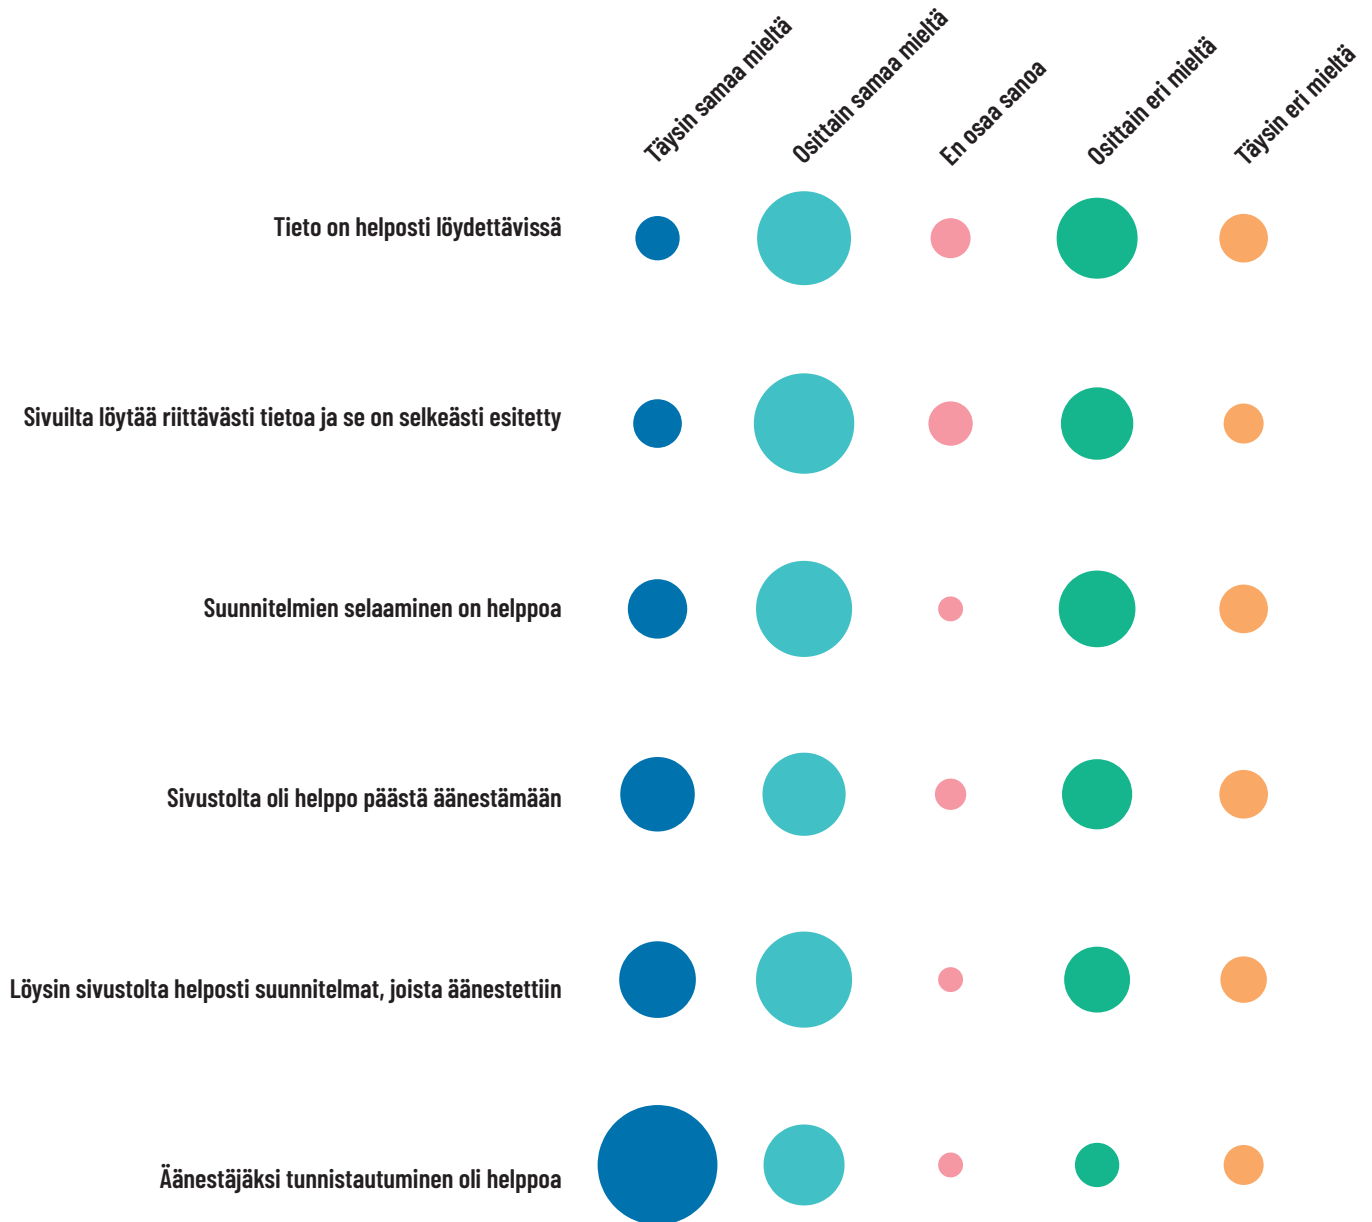 Täysin samaa mieltä
Osittain samaa mieltä
En osaa sanoa
Osittain eri mieltä
Täysin eri mieltä
Tieto on helposti löydettävissä
Sivuilta löytää riittävästi tietoa ja se on selkeästi esitetty
Suunnitelmien selaaminen on helppoa
Sivustolta oli helppo päästä äänestämään
Löysin sivustolta helposti suunnitelmat, joista äänestettiin
Äänestäjäksi tunnistautuminen oli helppoa